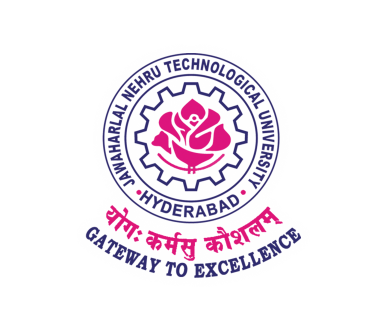 JAWAHARLAL NEHRU TECHNOLOGICAL UNIVERSITY
• HYDERABAD •
योगः कर्मसु कौशलम्
GATEWAY TO EXCELLENCE